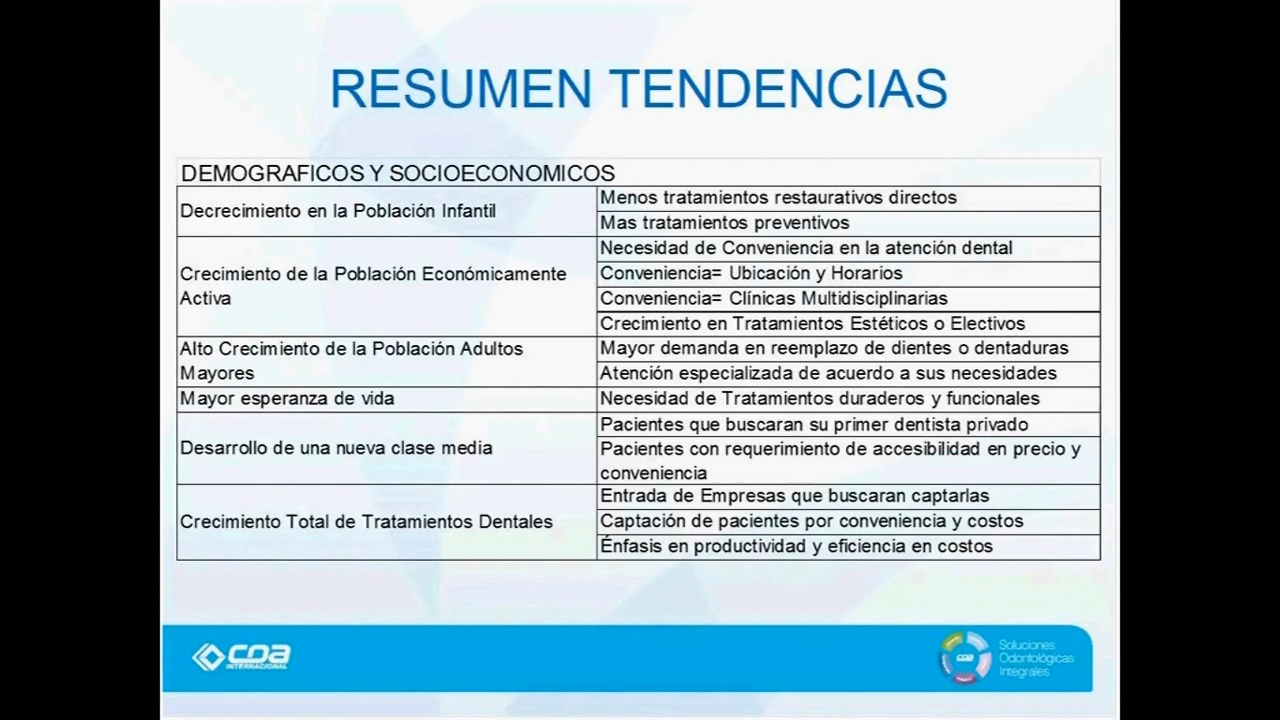 RESUMEN TENDENCIAS
DEMOGRAFICOS Y SOCIOECONOMICOS
Decrecimiento en la Población Infantil
Menos tratamientos restaurativos directos
Mas tratamientos preventivos
Crecimiento de la Población Económicamente
Activa
Necesidad de Conveniencia en la atención dental
Conveniencia= Ubicación y Horarios
Conveniencia= Clínicas Multidisciplinarias
Crecimiento en Tratamientos Estéticos o Electivos
Alto Crecimiento de la Población Adultos
Mayores
Mayor demanda en reemplazo de dientes o dentaduras
Atención especializada de acuerdo a sus necesidades
Mayor esperanza de vida
Necesidad de Tratamientos duraderos y funcionales
Desarrollo de una nueva clase media
Pacientes que buscaran su primer dentista privado
Pacientes con requerimiento de accesibilidad en precio y
conveniencia
Crecimiento Total de Tratamientos Dentales
Entrada de Empresas que buscaran captarlas
Captación de pacientes por conveniencia y costos
Énfasis en productividad y eficiencia en costos
COA
INTERNACIONAL
COA
Soluciones
Odontológicas
Integrales